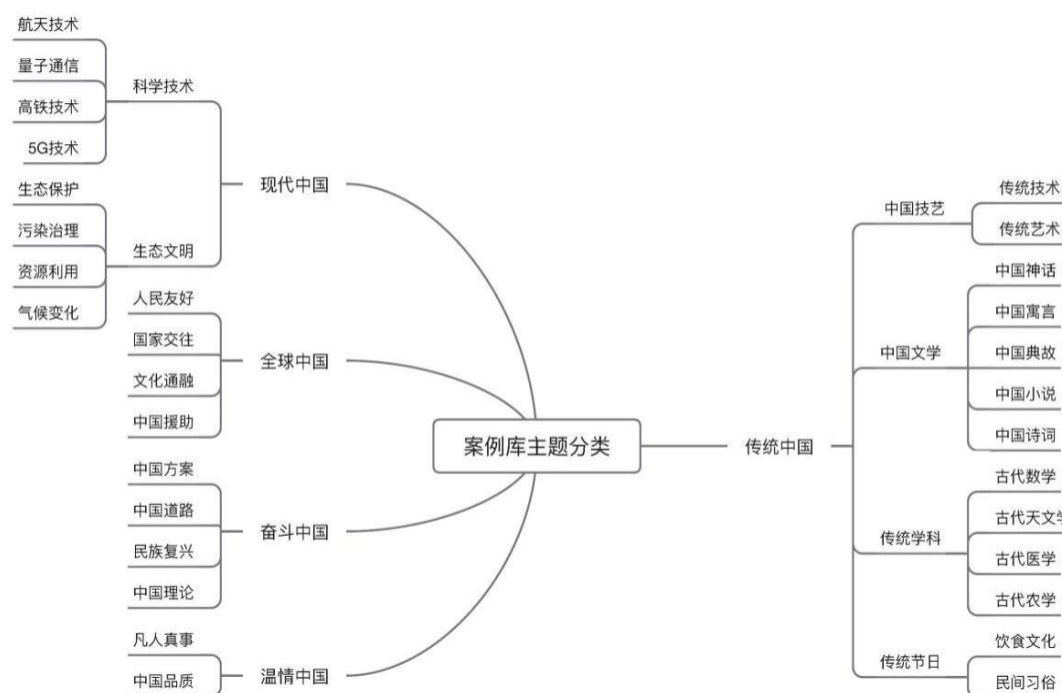 案例库主题分类
现代中国
科学技术
航天技术
量子通信
高铁技术
5G技术
生态文明
生态保护
污染治理
资源利用
气候变化
全球中国
人民友好
国家交往
文化通融
中国援助
奋斗中国
中国方案
中国道路
民族复兴
中国理论
温情中国
凡人真事
中国品质
传统中国
中国技艺
传统技术
传统艺术
中国文学
中国神话
中国寓言
中国典故
中国小说
中国诗词
传统学科
古代数学
古代天文学
古代医学
古代农学
传统节日
饮食文化
民间习俗